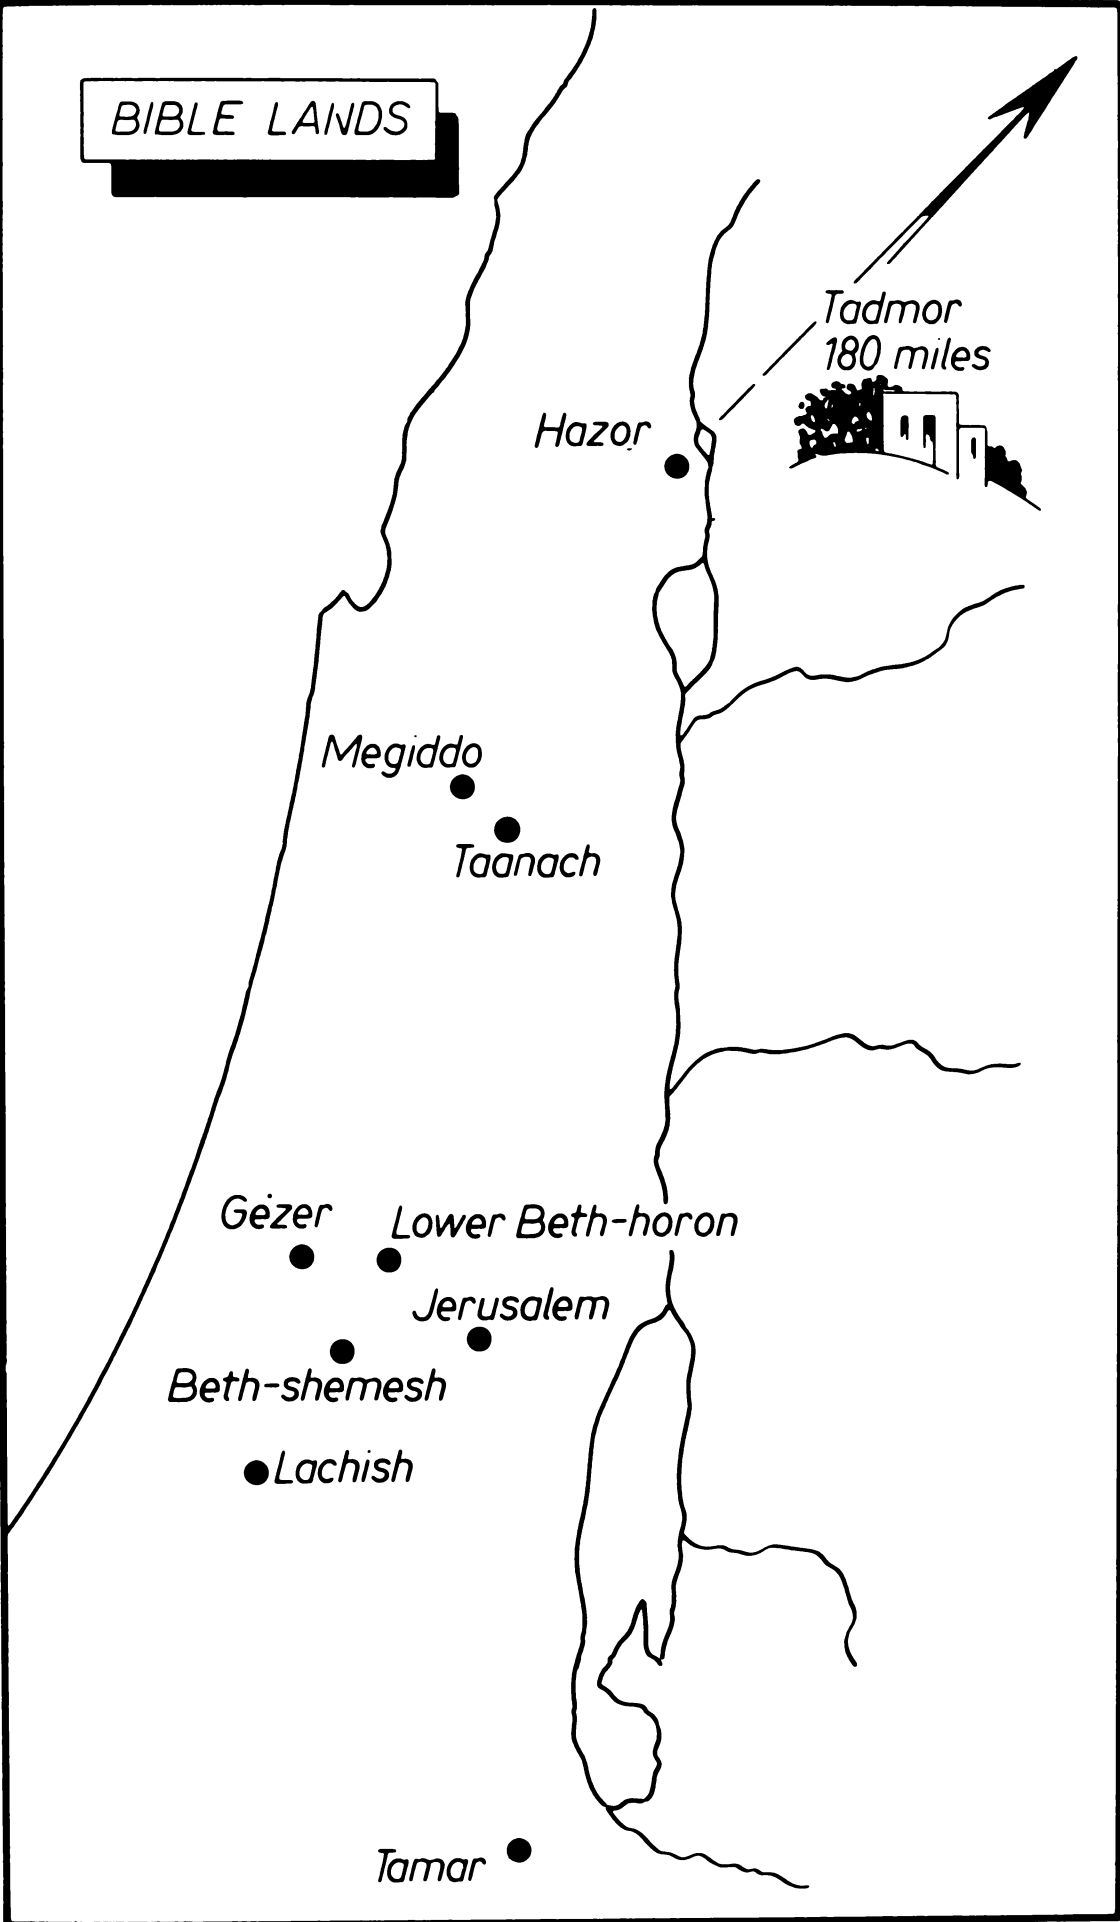 BIBLE LANDS
Tadmor
180 miles
Hazor
Megiddo
Taanach
Gezer
Lower Beth-horon
Jerusalem
Beth-shemesh
Lachish
Tamar